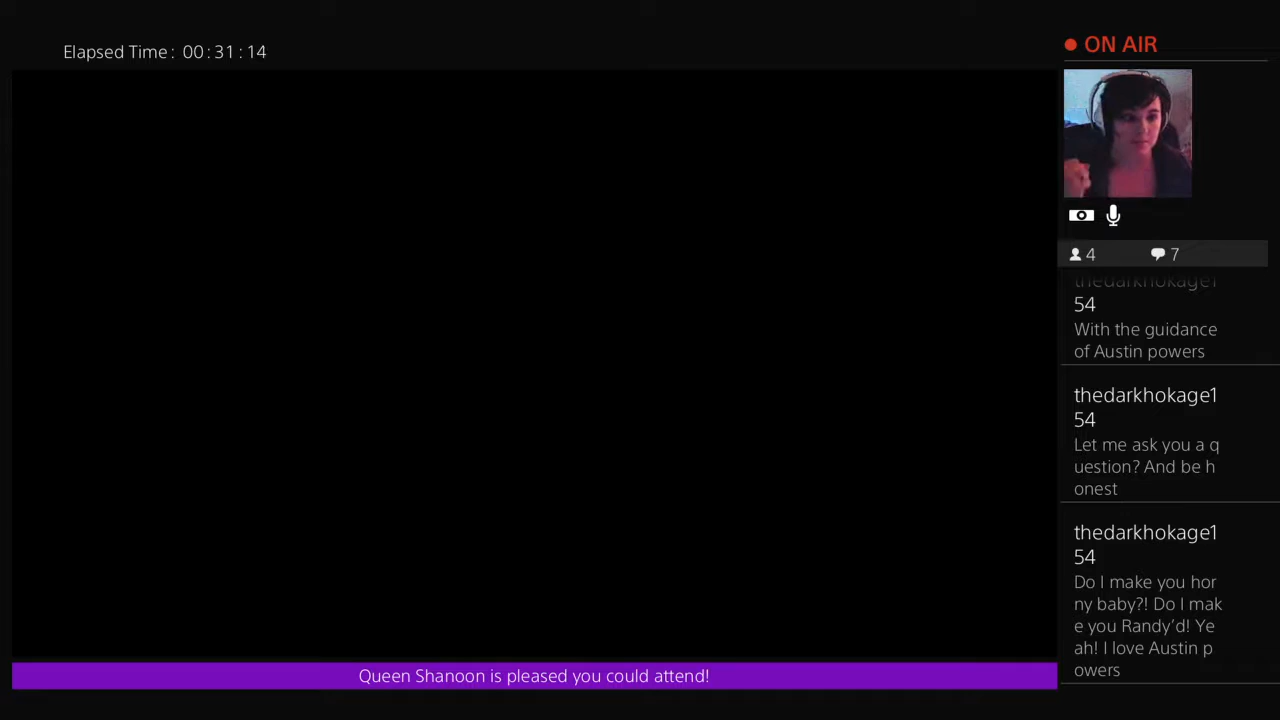 Elapsed Time: 00:31:14
ON AIR
4 7
thedarkhokage1
54
With the guidance
of Austin powers
thedarkhokage1
54
Let me ask you a q
uestion? And be h
onest
thedarkhokage1
54
Do I make you hor
ny baby?! Do I mak
e you Randy’d! Ye
ah! I love Austin p
owers
Queen Shanoon is pleased you could attend!